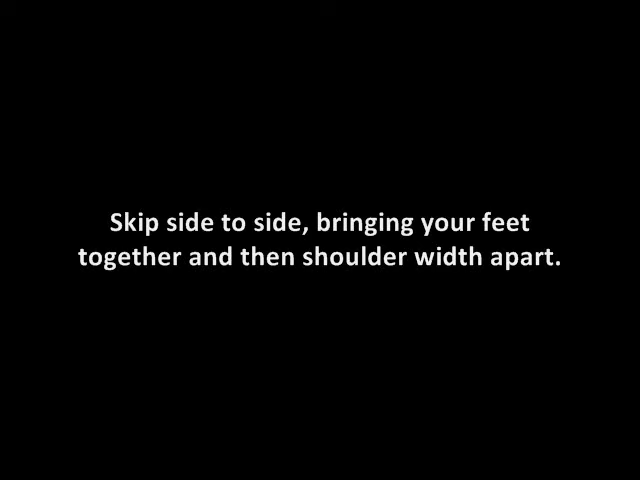 Skip side to side, bringing your feet
together and then shoulder width apart.